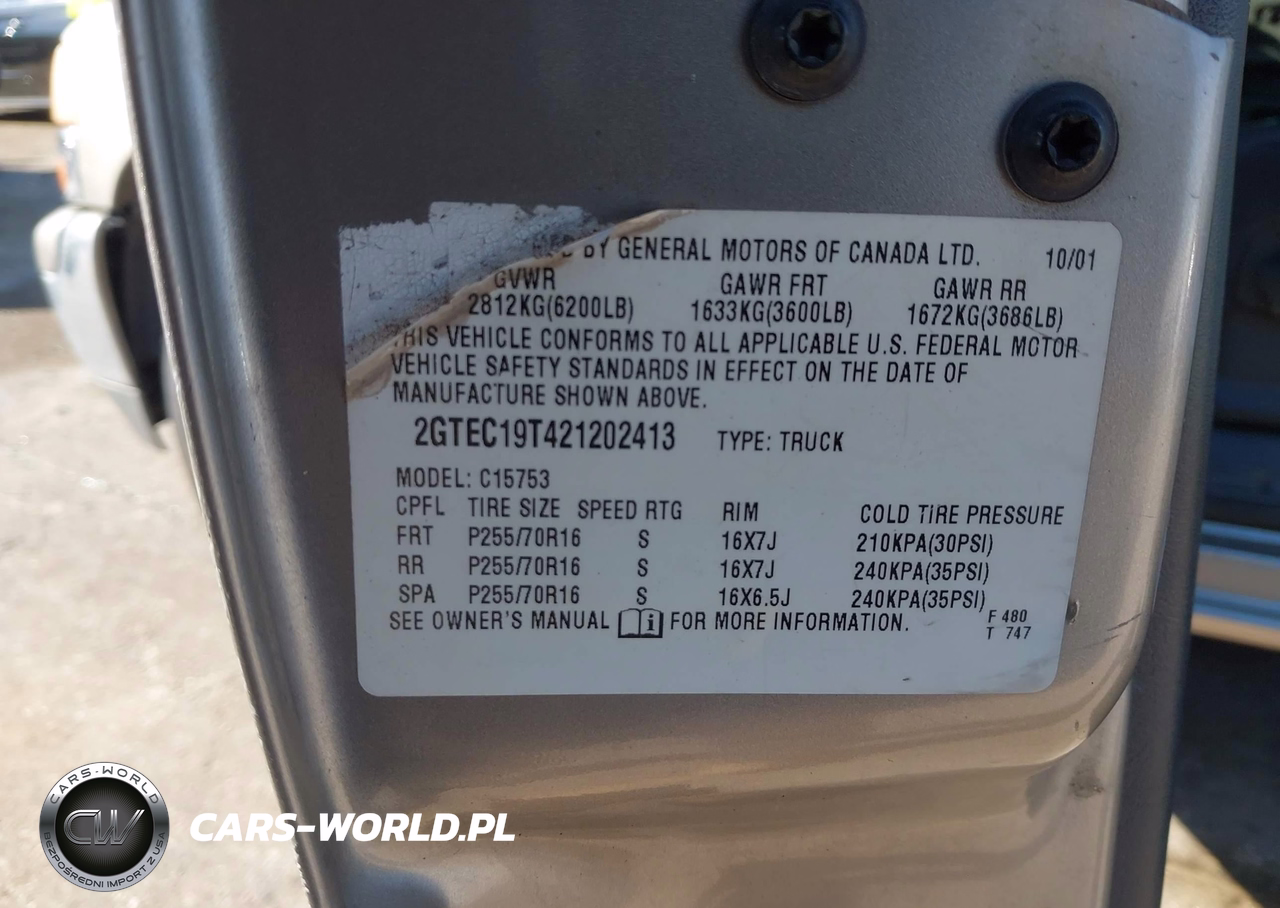 BY GENERAL MOTORS OF CANADA LTD. 10/01
GVWR GAWR FRT GAWR RR
2812KG(6200LB) 1633KG(3600LB) 1672KG(3686LB)
THIS VEHICLE CONFORMS TO ALL APPLICABLE U.S. FEDERAL MOTOR
VEHICLE SAFETY STANDARDS IN EFFECT ON THE DATE OF
MANUFACTURE SHOWN ABOVE.
2GTEC19T421202413 TYPE: TRUCK
MODEL: C15753
CPFL TIRE SIZE SPEED RTG RIM COLD TIRE PRESSURE
FRT P255/70R16 S 16X7J 210KPA(30PSI)
RR P255/70R16 S 16X7J 240KPA(35PSI)
SPA P255/70R16 S 16X6.5J 240KPA(35PSI)
SEE OWNER'S MANUAL i FOR MORE INFORMATION.
F 480
T 747
CARS-WORLD
CW
BEZPOŚREDNI IMPORT Z USA
CARS-WORLD.PL